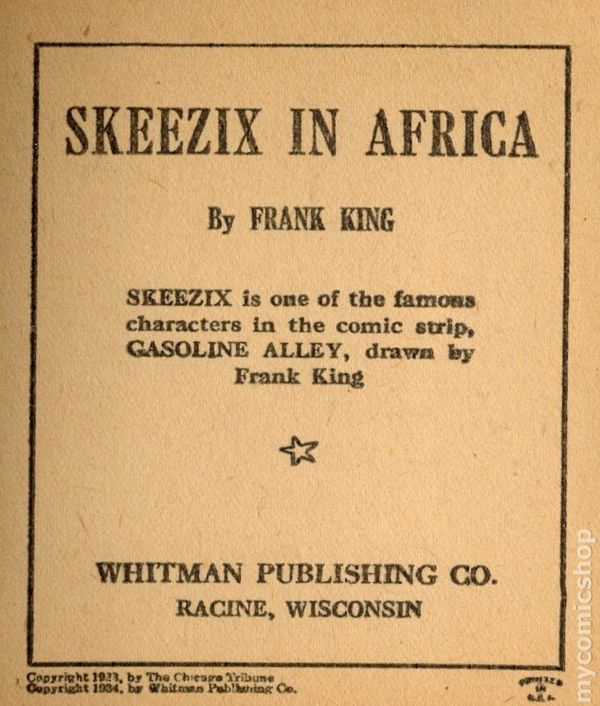 SKEEZIX IN AFRICA
By FRANK KING
SKEEZIX is one of the famous
characters in the comic strip,
GASOLINE ALLEY, drawn by
Frank King
WHITMAN PUBLISHING CO.
RACINE, WISCONSIN
Copyright 1933, by The Chicago Tribune
Copyright 1934, by Whitman Publishing Co.
PRINTED
IN
U.S.A.
mycomicshop